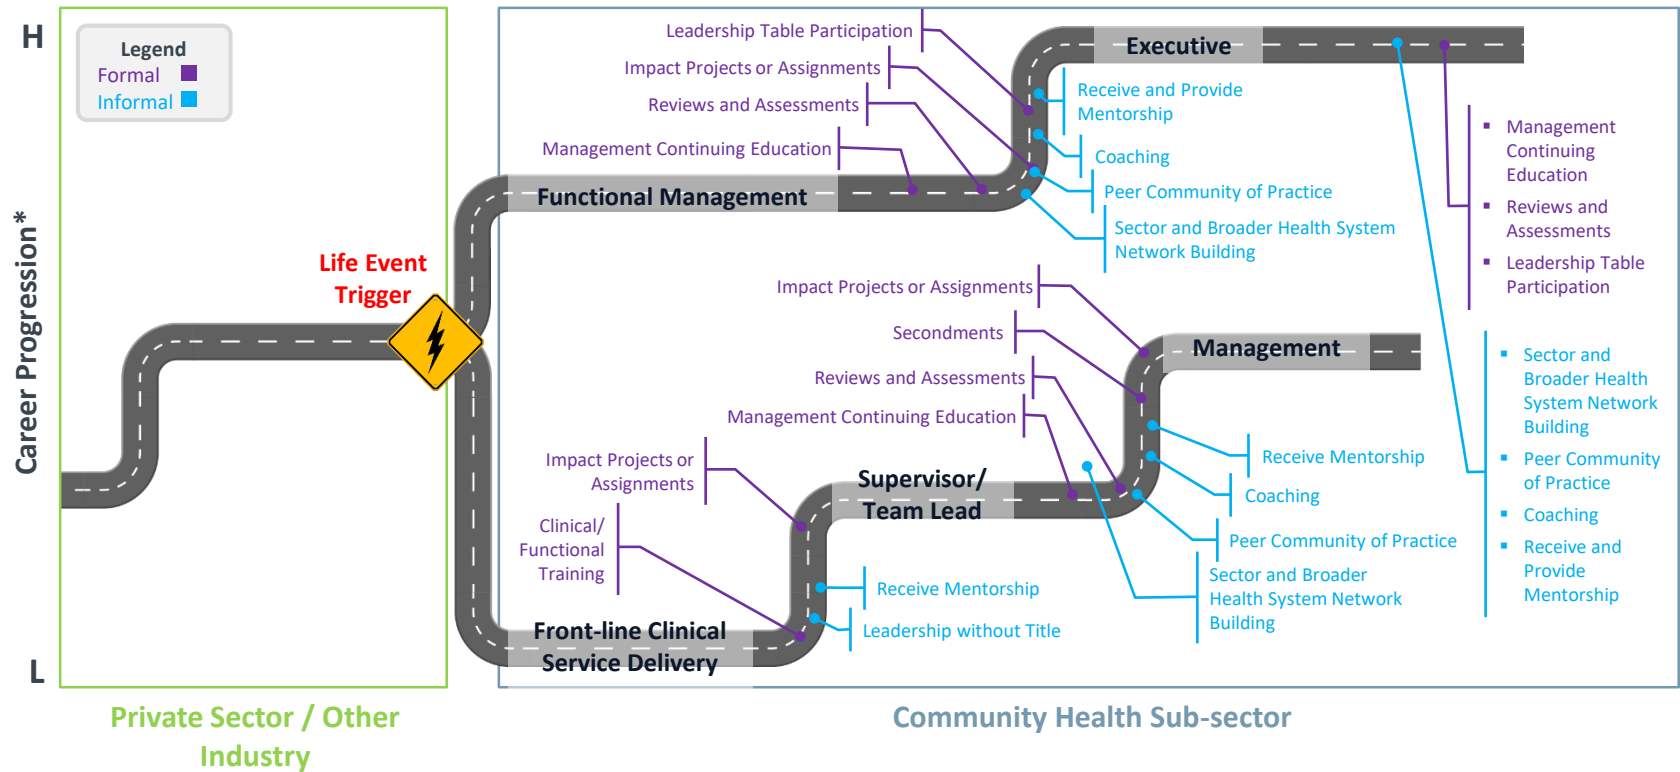 H
Legend
Formal
Informal
Career Progression*
L
Life Event
Trigger
Leadership Table Participation
Impact Projects or Assignments
Reviews and Assessments
Management Continuing Education
Functional Management
Executive
Receive and Provide
Mentorship
Coaching
Peer Community of Practice
Sector and Broader Health System
Network Building
▪ Management
Continuing
Education
▪ Reviews and
Assessments
▪ Leadership Table
Participation
▪ Sector and
Broader Health
System Network
Building
▪ Peer Community
of Practice
▪ Coaching
▪ Receive and
Provide
Mentorship
Impact Projects or Assignments
Secondments
Reviews and Assessments
Management Continuing Education
Management
Receive Mentorship
Coaching
Peer Community of Practice
Sector and Broader
Health System Network
Building
Supervisor/
Team Lead
Impact Projects or
Assignments
Clinical/
Functional
Training
Receive Mentorship
Leadership without Title
Front-line Clinical
Service Delivery
Private Sector / Other
Industry
Community Health Sub-sector